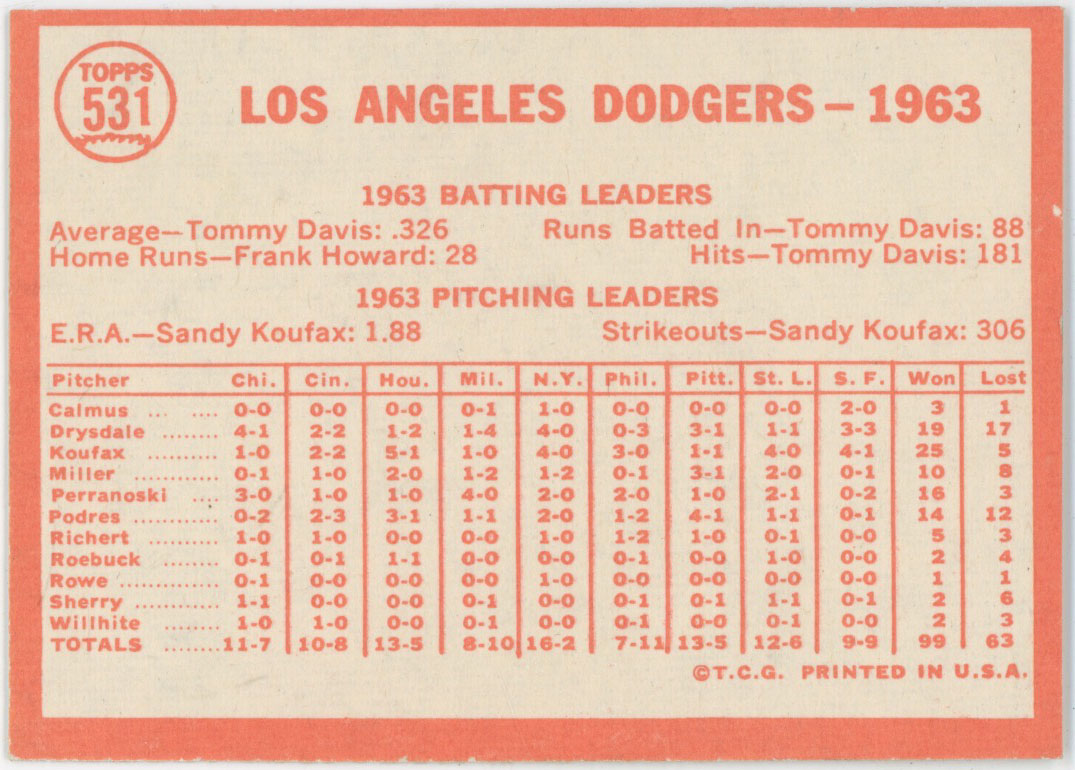 TOPPS
531
LOS ANGELES DODGERS – 1963
1963 BATTING LEADERS
Average—Tommy Davis: .326 Runs Batted In—Tommy Davis: 88
Home Runs—Frank Howard: 28 Hits—Tommy Davis: 181
1963 PITCHING LEADERS
E.R.A.—Sandy Koufax: 1.88 Strikeouts—Sandy Koufax: 306
Pitcher Chi. Cin. Hou. Mil. N.Y. Phil. Pitt. St. L. S. F. Won Lost
Calmus ... .... 0-0 0-0 0-0 0-1 1-0 0-0 0-0 0-0 2-0 3 1
Drysdale ........ 4-1 2-2 1-2 1-4 4-0 0-3 3-1 1-1 3-3 19 17
Koufax .......... 1-0 2-2 5-1 1-0 4-0 3-0 1-1 4-0 4-1 25 5
Miller ............ 0-1 1-0 2-0 1-2 1-2 0-1 3-1 2-0 0-1 10 8
Perranoski .... 3-0 1-0 1-0 4-0 2-0 2-0 1-0 2-1 0-2 16 3
Podres ............ 0-2 2-3 3-1 1-1 2-0 1-2 4-1 1-1 0-1 14 12
Richert .......... 1-0 1-0 0-0 0-0 1-0 1-2 1-0 0-1 0-0 5 3
Roebuck ........ 0-1 0-1 1-1 0-0 0-0 0-1 0-0 1-0 0-0 2 4
Rowe .............. 0-1 0-0 0-0 0-0 1-0 0-0 0-0 0-0 0-0 1 1
Sherry ............ 1-1 0-0 0-0 0-1 0-0 0-1 0-1 1-1 0-1 2 6
Willhite ........ 1-0 1-0 0-0 0-1 0-0 0-1 0-0 0-1 0-0 2 3
TOTALS ........ 11-7 10-8 13-5 8-10 16-2 7-11 13-5 12-6 9-9 99 63
©T.C.G. PRINTED IN U.S.A.